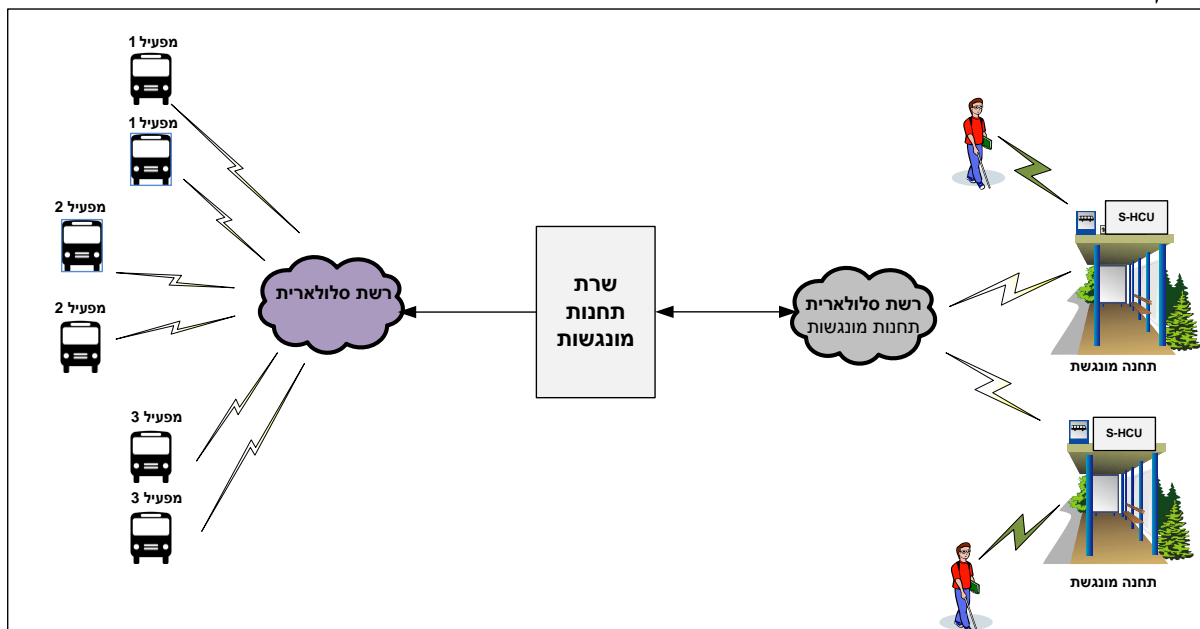 מפעיל 1
מפעיל 1
מפעיל 2
מפעיל 2
מפעיל 3
מפעיל 3
רשת סלולארית
שרת
תחנות
מונגשות
רשת סלולארית
תחנות מונגשות
S-HCU
תחנה מונגשת
S-HCU
תחנה מונגשת